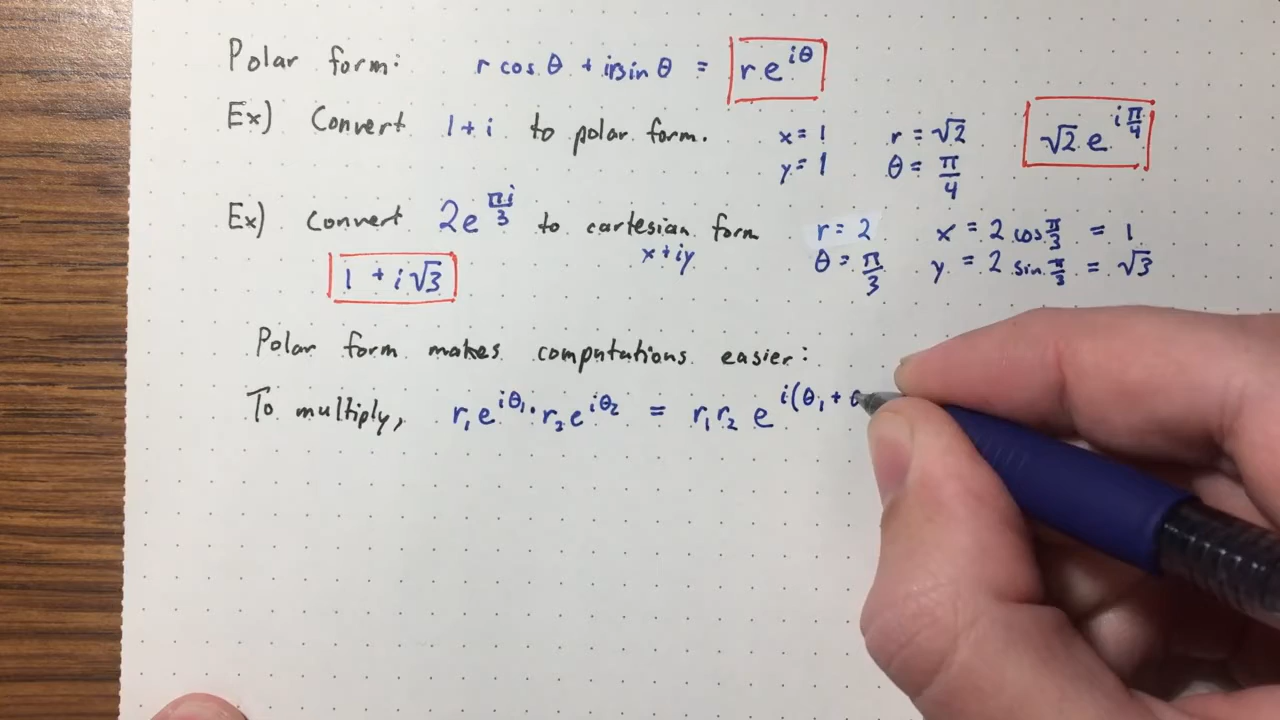 Polar form: r cos θ + ir sin θ = re^{iθ}
Ex) Convert 1+i to polar form. x=1 r=√2 √2 e^{iπ/4}
y=1 θ=π/4
Ex) Convert 2e^{πi/3} to cartesian form r=2 x = 2 cos π/3 = 1
x+iy θ=π/3 y = 2 sin π/3 = √3
1 + i√3
Polar form makes computations easier:
To multiply, r₁e^{iθ₁}·r₂e^{iθ₂} = r₁r₂ e^{i(θ₁ +